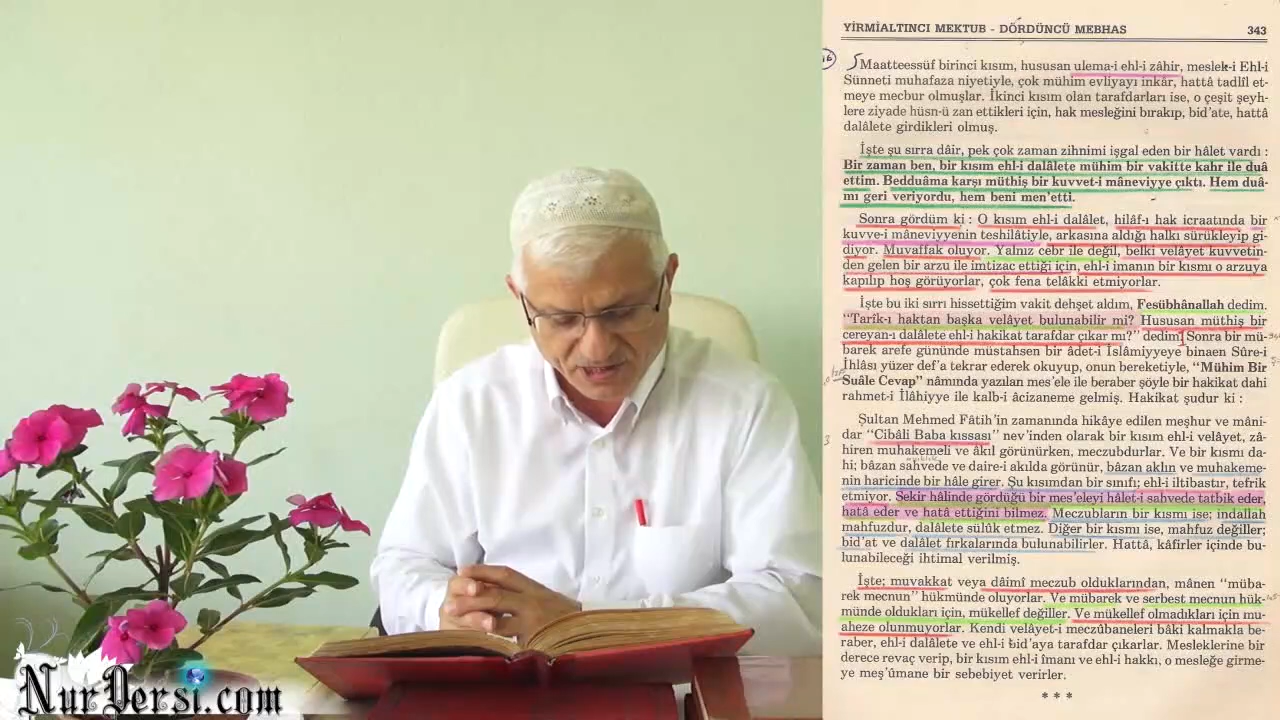 YİRMİALTINCI MEKTUB - DÖRDÜNCÜ MEBHAS 343
Maatteessüf birinci kısım, hususan ulema-i ehl-i zâhir, meslek-i Ehl-i
Sünneti muhafaza niyetiyle, çok mühim evliyayı inkâr, hattâ tadlîl et-
meye mecbur olmuşlar. İkinci kısım olan tarafdarları ise, o çeşit şeyh-
lere ziyade hüsn-ü zan ettikleri için, hak mesleğini bırakıp, bid'ate, hattâ
dalâlete girdikleri olmuş.
İşte şu sırra dâir, pek çok zaman zihnimi işgal eden bir hâlet vardı :
Bir zaman ben, bir kısım ehl-i dalâlete mühim bir vakitte kahr ile duâ
ettim. Bedduâma karşı müthiş bir kuvvet-i mâneviyye çıktı. Hem duâ-
mı geri veriyordu, hem beni men'etti.
Sonra gördüm ki : O kısım ehl-i dalâlet, hilâf-ı hak icraatında bir
kuvve-i mâneviyyenin teshilâtiyle, arkasına aldığı halkı sürükleyip gi-
diyor. Muvaffak oluyor. Yalnız cebr ile değil, belki velâyet kuvvetin-
den gelen bir arzu ile imtizac ettiği için, ehl-i imanın bir kısmı o arzuya
kapılıp hoş görüyorlar, çok fena telâkki etmiyorlar.
İşte bu iki sırrı hissettiğim vakit dehşet aldım, Fesübhânallah dedim.
"Tarîk-ı haktan başka velâyet bulunabilir mi? Hususan müthiş bir
cereyan-ı dalâlete ehl-i hakikat tarafdar çıkar mı?" dedim. Sonra bir mü-
barek arefe gününde müstahsen bir âdet-i İslâmiyyeye binaen Sûre-i
İhlâsı yüzer def'a tekrar ederek okuyup, onun bereketiyle, "Mühim Bir
Suâle Cevap" nâmında yazılan mes'ele ile beraber şöyle bir hakikat dahi
rahmet-i İlâhiyye ile kalb-i âcizaneme gelmiş. Hakikat şudur ki :
Sultan Mehmed Fâtih'in zamanında hikâye edilen meşhur ve mâni-
dar "Cibâli Baba kıssası" nev'inden olarak bir kısım ehl-i velâyet, zâ-
hiren muhakemeli ve âkıl görünürken, meczubdurlar. Ve bir kısmı da-
hi; bâzan sahvede ve daire-i akılda görünür, bâzan aklın ve muhakeme-
nin haricinde bir hâle girer. Şu kısımdan bir sınıfı; ehl-i iltibastır, tefrik
etmiyor. Sekir hâlinde gördüğü bir mes'eleyi hâlet-i sahvede tatbik eder,
hatâ eder ve hatâ ettiğini bilmez. Meczubların bir kısmı ise; indallah
mahfuzdur, dalâlete sülûk etmez. Diğer bir kısmı ise, mahfuz değiller;
bid'at ve dalâlet fırkalarında bulunabilirler. Hattâ, kâfirler içinde bu-
lunabileceği ihtimal verilmiş.
İşte; muvakkat veya dâimî meczub olduklarından, mânen "müba-
rek mecnun" hükmünde oluyorlar. Ve mübarek ve serbest mecnun hük-
münde oldukları için, mükellef değiller. Ve mükellef olmadıkları için mu-
aheze olunmuyorlar. Kendi velâyet-i meczûbaneleri bâki kalmakla be-
raber, ehl-i dalâlete ve ehl-i bid'aya tarafdar çıkarlar. Mesleklerine bir
derece revaç verip, bir kısım ehl-i îmanı ve ehl-i hakkı, o mesleğe girme-
ye meş'ûmane bir sebebiyet verirler.
* * *
NurDersi.com